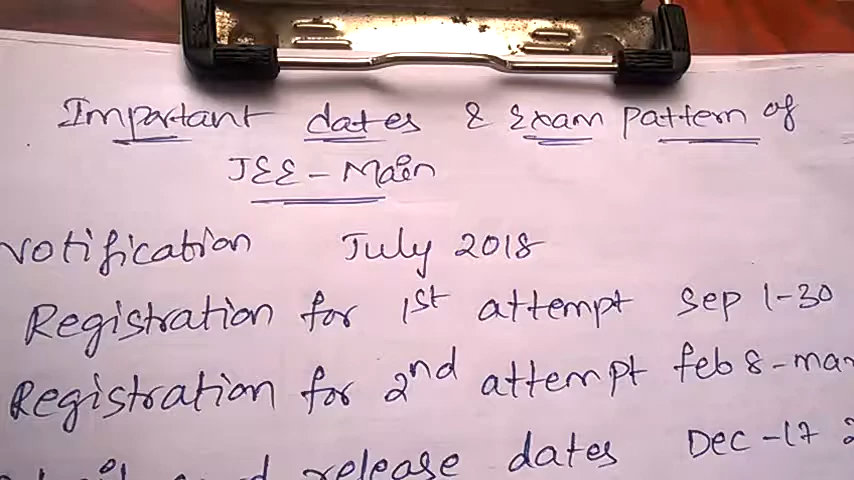 Important dates & Exam pattern of
JEE - Main
Notification July 2018
Registration for 1st attempt Sep 1-30
Registration for 2nd attempt feb 8-mar
release dates Dec -17